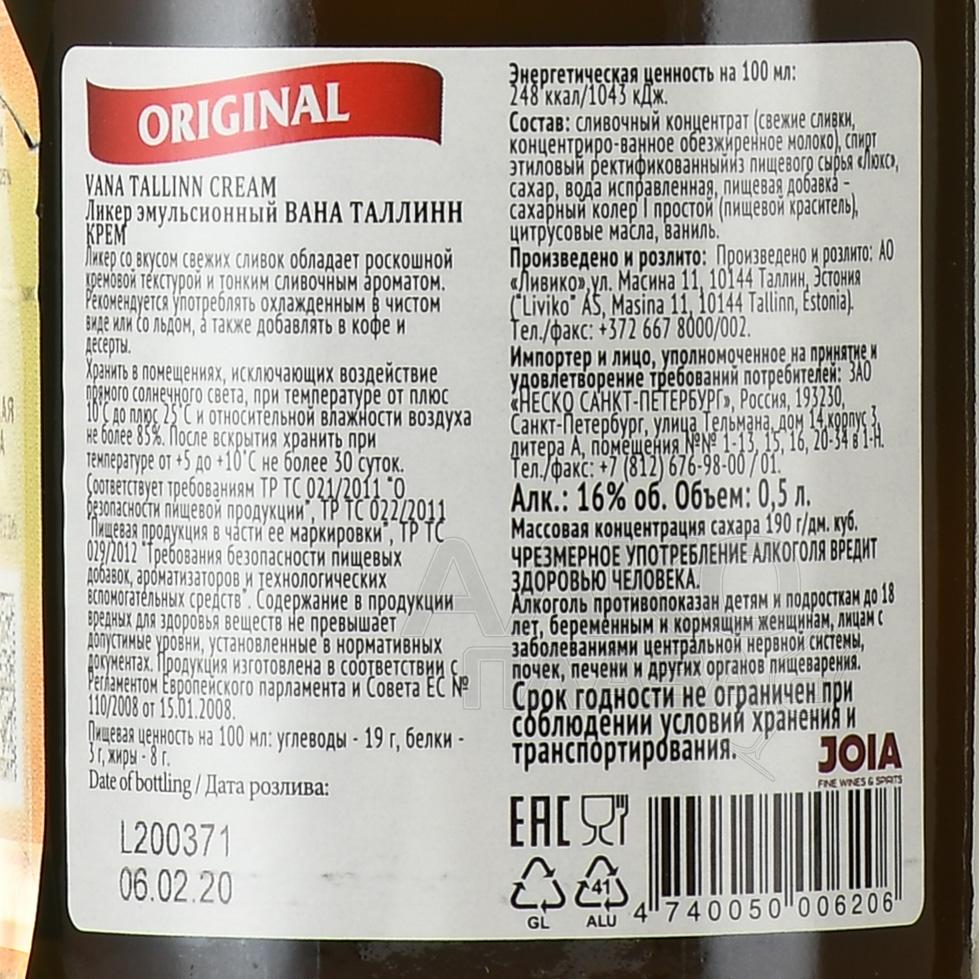 ORIGINAL
VANA TALLINN CREAM
Ликер эмульсионный ВАНА ТАЛЛИНН
КРЕМ
Ликер со вкусом свежих сливок обладает роскошной
кремовой текстурой и тонким сливочным ароматом.
Рекомендуется употреблять охлажденным в чистом
виде или со льдом, а также добавлять в кофе и
десерты.
Хранить в помещениях, исключающих воздействие
прямого солнечного света, при температуре от плюс
10˚С до плюс 25˚С и относительной влажности воздуха
не более 85%. После вскрытия хранить при
температуре от +5 до +10˚С не более 30 суток.
Соответствует требованиям ТР ТС 021/2011 "О
безопасности пищевой продукции", ТР ТС 022/2011
"Пищевая продукция в части ее маркировки", ТР ТС
029/2012 "Требования безопасности пищевых
добавок, ароматизаторов и технологических
вспомогательных средств". Содержание в продукции
вредных для здоровья веществ не превышает
допустимые уровни, установленные в нормативных
документах. Продукция изготовлена в соответствии с
Регламентом Европейского парламента и Совета ЕС №
110/2008 от 15.01.2008.
Пищевая ценность на 100 мл: углеводы - 19 г, белки -
3 г, жиры - 8 г.
Date of bottling / Дата розлива:
L200371
06.02.20
Энергетическая ценность на 100 мл:
248 ккал/1043 кДж.
Состав: сливочный концентрат (свежие сливки,
концентриро-ванное обезжиренное молоко), спирт
этиловый ректификованныйиз пищевого сырья «Люкс»,
сахар, вода исправленная, пищевая добавка –
сахарный колер I простой (пищевой краситель),
цитрусовые масла, ваниль.
Произведено и розлито: Произведено и розлито: АО
«Ливико»,ул. Масина 11, 10144 Таллин, Эстония
("Liviko" AS, Masina 11, 10144 Tallinn, Estonia).
Тел./факс: +372 667 8000/002.
Импортер и лицо, уполномоченное на принятие и
удовлетворение требований потребителей: ЗАО
«НЕСКО САНКТ-ПЕТЕРБУРГ», Россия, 193230,
Санкт-Петербург, улица Тельмана, дом 14,корпус 3,
литера А, помещения №№ 1-13, 15, 16, 20-34 в 1-Н.
Тел./факс: +7 (812) 676-98-00 / 01.
Алк.: 16% об. Объем: 0,5 л.
Массовая концентрация сахара 190 г/дм. куб.
ЧРЕЗМЕРНОЕ УПОТРЕБЛЕНИЕ АЛКОГОЛЯ ВРЕДИТ
ЗДОРОВЬЮ ЧЕЛОВЕКА.
Алкоголь противопоказан детям и подросткам до 18
лет, беременным и кормящим женщинам, лицам с
заболеваниями центральной нервной системы,
почек, печени и других органов пищеварения.
Срок годности не ограничен при
соблюдении условий хранения и
транспортирования.
JOIA
FINE WINES & SPIRITS
EAC
GL
41
ALU
4 740050 006206